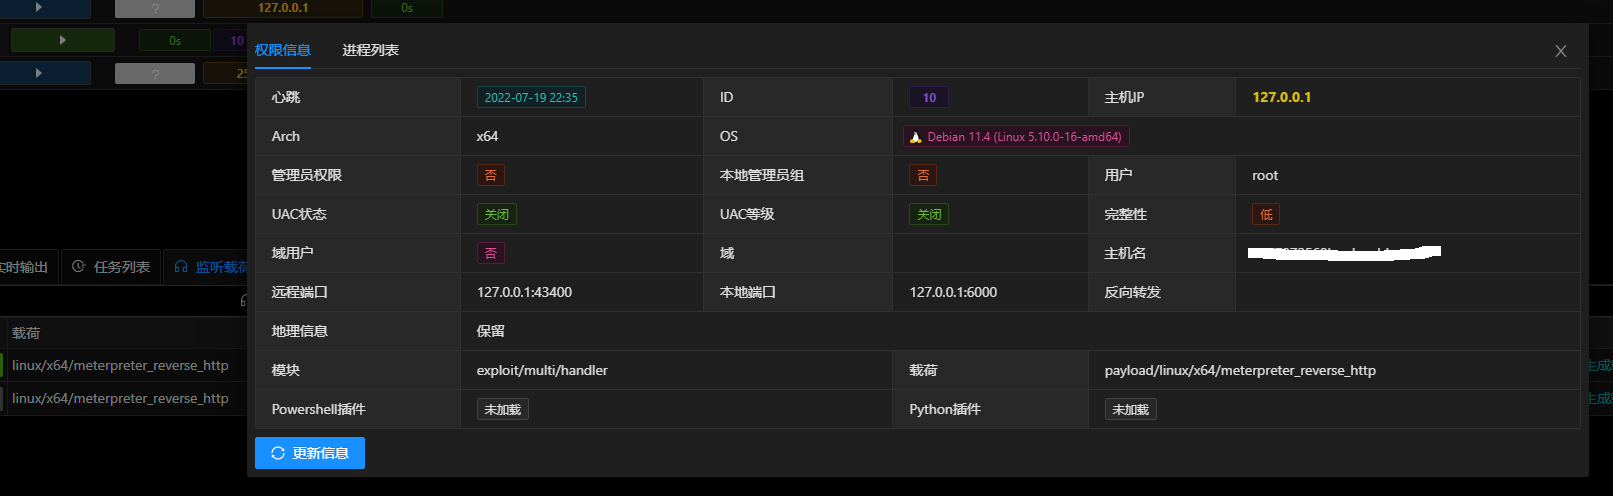 ? 127.0.0.1 0s
0s 10
? 25
权限信息 进程列表
心跳 2022-07-19 22:35 ID 10 主机IP 127.0.0.1
Arch x64 OS Debian 11.4 (Linux 5.10.0-16-amd64)
管理员权限 否 本地管理员组 否 用户 root
UAC状态 关闭 UAC等级 关闭 完整性 低
域用户 否 域 主机名
远程端口 127.0.0.1:43400 本地端口 127.0.0.1:6000 反向转发
地理信息 保留
模块 exploit/multi/handler 载荷 payload/linux/x64/meterpreter_reverse_http
Powershell插件 未加载 Python插件 未加载
更新信息
实时输出 任务列表 监听载荷
载荷
linux/x64/meterpreter_reverse_http 生成
linux/x64/meterpreter_reverse_http 生成